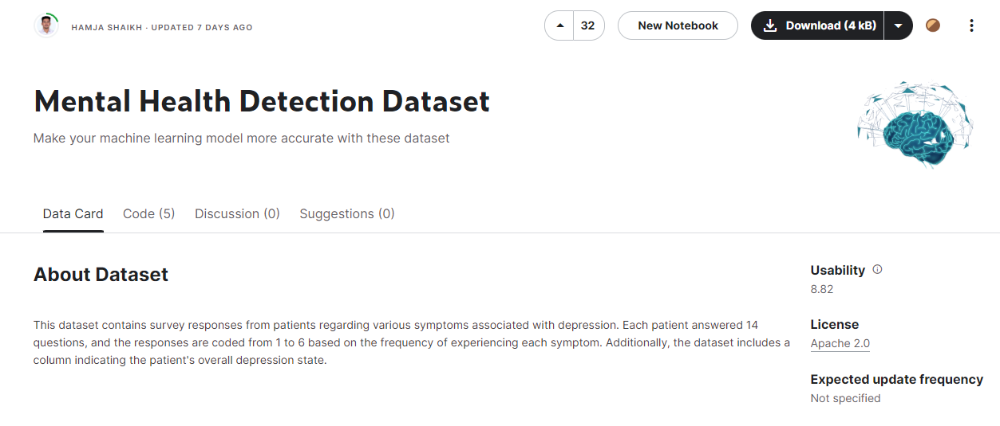 HAMJA SHAIKH · UPDATED 7 DAYS AGO
32
New Notebook
Download (4 kB)
Mental Health Detection Dataset
Make your machine learning model more accurate with these dataset
Data Card
Code (5)
Discussion (0)
Suggestions (0)
About Dataset
This dataset contains survey responses from patients regarding various symptoms associated with depression. Each patient answered 14
questions, and the responses are coded from 1 to 6 based on the frequency of experiencing each symptom. Additionally, the dataset includes a
column indicating the patient's overall depression state.
Usability
8.82
License
Apache 2.0
Expected update frequency
Not specified